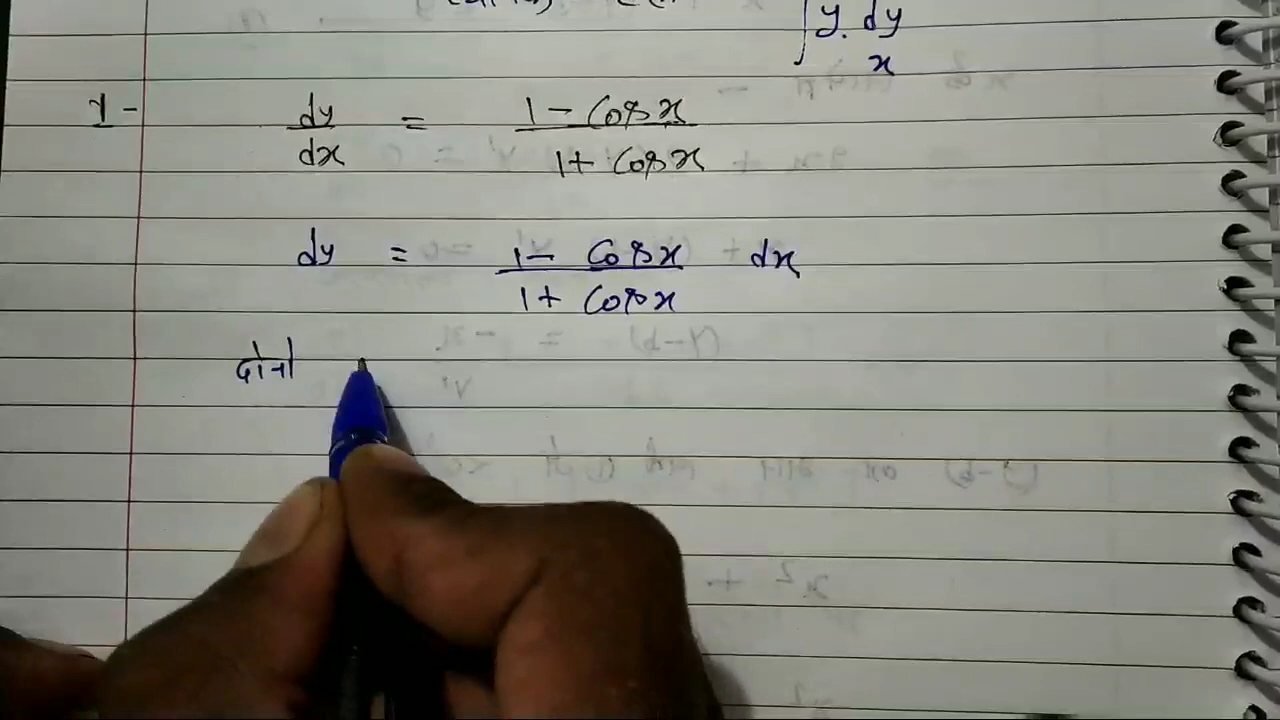 ∫ y. dy
x
1 - dy/dx = 1 - Cos x / 1 + Cos x
dy = 1 - Cos x / 1 + Cos x dx